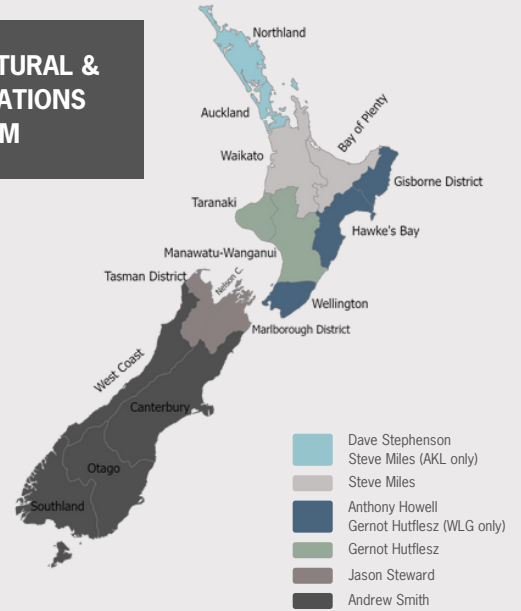 TURAL &
ATIONS
M
Northland
Auckland
Bay of Plenty
Waikato
Gisborne District
Taranaki
Hawke's Bay
Manawatu-Wanganui
Tasman District
Nelson C.
Wellington
Marlborough District
West Coast
Canterbury
Otago
Southland
Dave Stephenson
Steve Miles (AKL only)
Steve Miles
Anthony Howell
Gernot Hutflesz (WLG only)
Gernot Hutflesz
Jason Steward
Andrew Smith